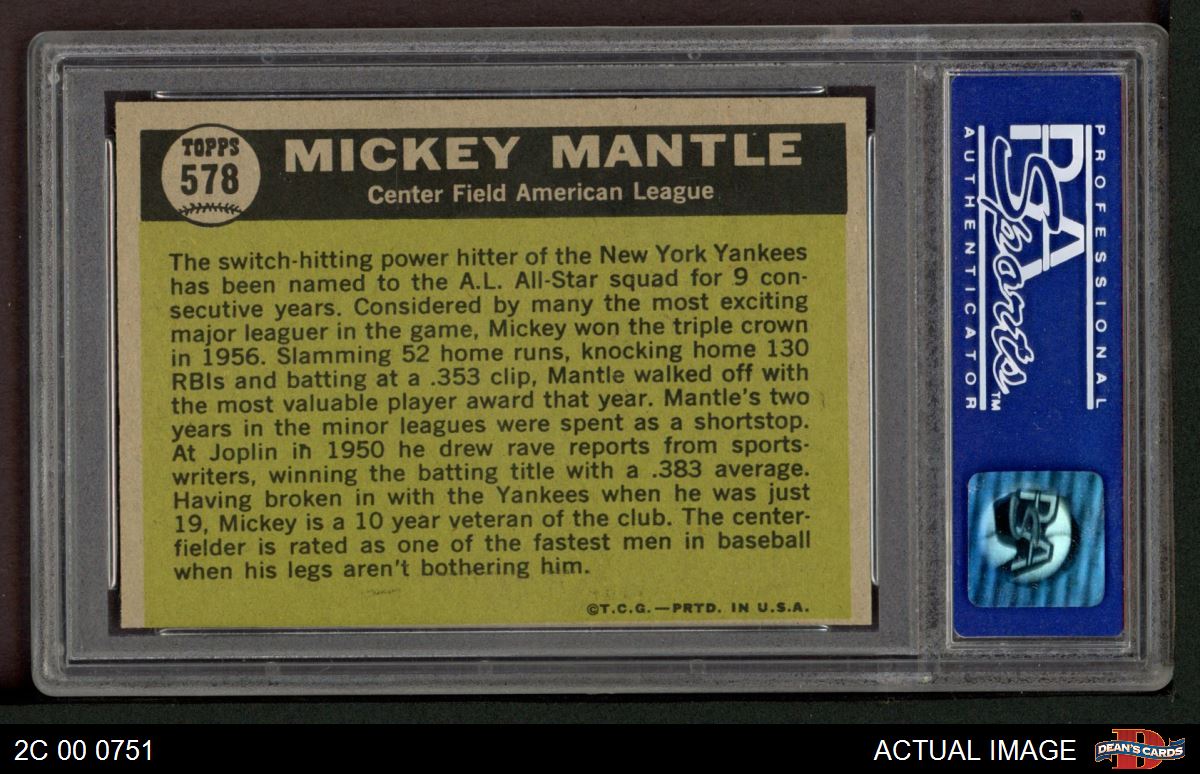 TOPPS
578
MICKEY MANTLE
Center Field American League
The switch-hitting power hitter of the New York Yankees
has been named to the A.L. All-Star squad for 9 con-
secutive years. Considered by many the most exciting
major leaguer in the game, Mickey won the triple crown
in 1956. Slamming 52 home runs, knocking home 130
RBIs and batting at a .353 clip, Mantle walked off with
the most valuable player award that year. Mantle's two
years in the minor leagues were spent as a shortstop.
At Joplin in 1950 he drew rave reports from sports-
writers, winning the batting title with a .383 average.
Having broken in with the Yankees when he was just
19, Mickey is a 10 year veteran of the club. The center-
fielder is rated as one of the fastest men in baseball
when his legs aren't bothering him.
©T.C.G.—PRTD. IN U.S.A.
PROFESSIONAL
PSA
Sports™
AUTHENTICATOR
PSA
2C 00 0751
ACTUAL IMAGE
DEAN'S CARDS